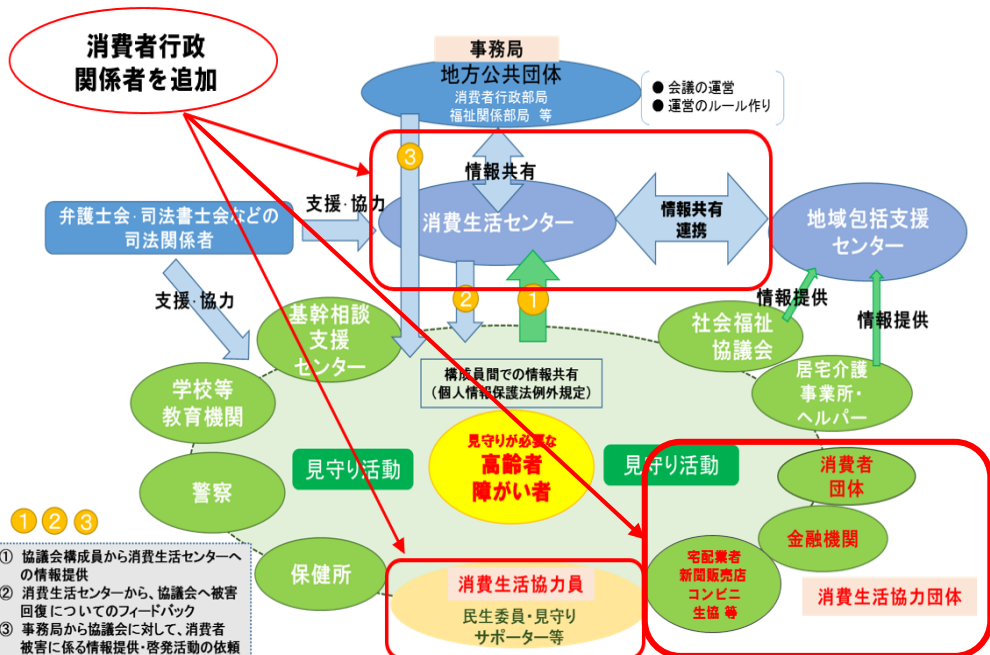 消費者行政
関係者を追加
事務局
地方公共団体
消費者行政部局
福祉関係部局 等
● 会議の運営
● 運営のルール作り
③
情報共有
弁護士会・司法書士会などの
司法関係者
支援・協力
消費生活センター
情報共有
連携
地域包括支援
センター
支援・協力
②
①
情報提供
情報提供
基幹相談
支援
センター
社会福祉
協議会
構成員間での情報共有
（個人情報保護法例外規定）
居宅介護
事業所・
ヘルパー
学校等
教育機関
見守りが必要な
高齢者
障がい者
見守り活動
見守り活動
警察
消費者
団体
金融機関
① ② ③
宅配業者
新聞販売店
コンビニ
生協 等
消費生活協力団体
保健所
消費生活協力員
民生委員・見守り
サポーター等
① 協議会構成員から消費生活センターへ
の情報提供
② 消費生活センターから、協議会へ被害
回復についてのフィードバック
③ 事務局から協議会に対して、消費者
被害に係る情報提供・啓発活動の依頼